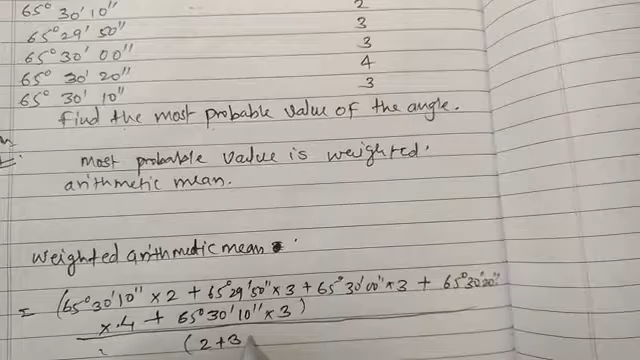 65° 30' 10" 2
65° 29' 50" 3
65° 30' 00" 3
65° 30' 20" 4
65° 30' 10" 3
find the most probable value of the angle.
most probable value is weighted.
arithmetic mean.
weighted arithmetic mean
= (65° 30' 10" × 2 + 65° 29' 50" × 3 + 65° 30' 00" × 3 + 65° 30' 20"
× 4 + 65° 30' 10" × 3)
(2+3